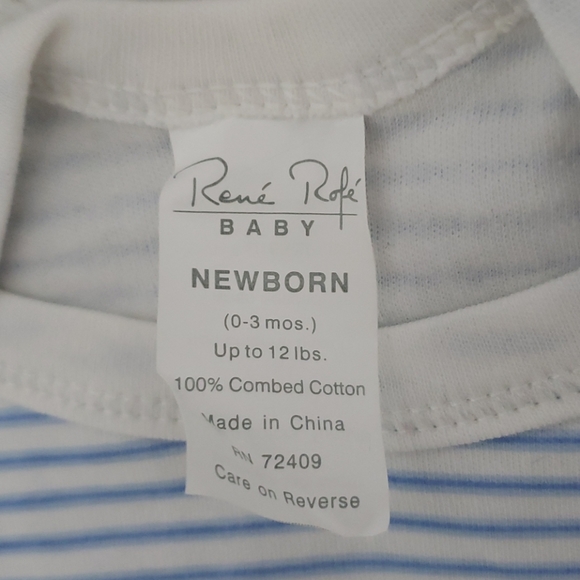 René Rofé
BABY
NEWBORN
(0-3 mos.)
Up to 12 lbs.
100% Combed Cotton
Made in China
RN 72409
Care on Reverse